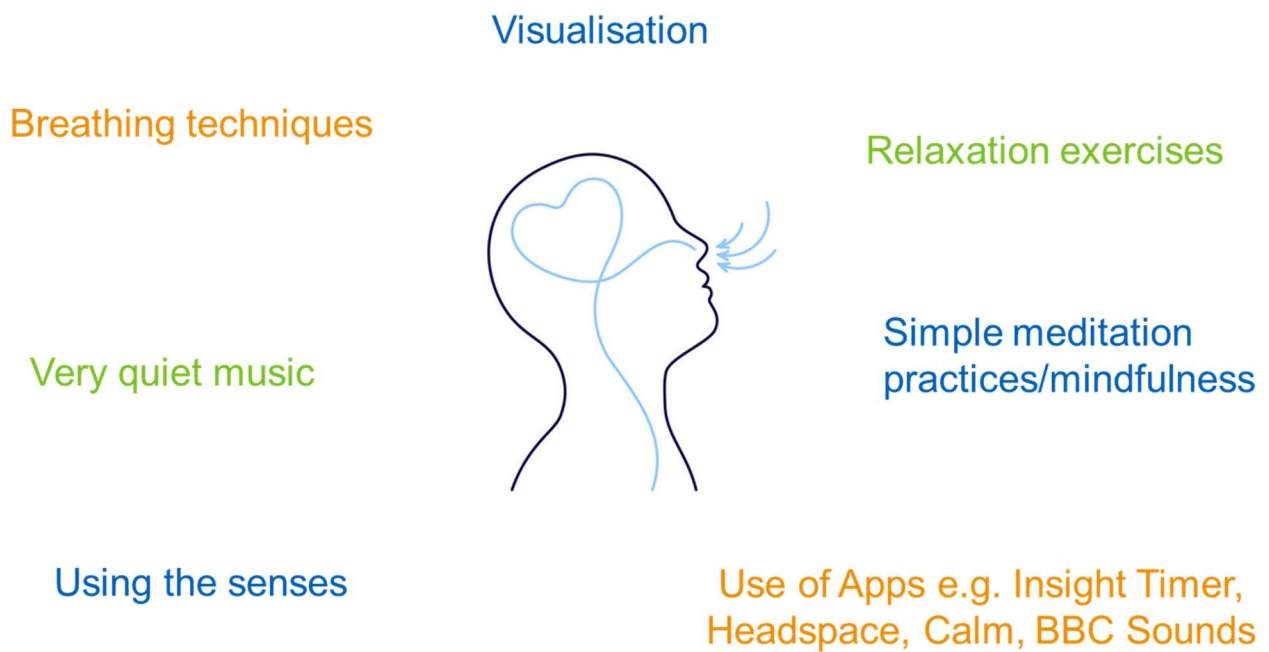 Visualisation
Breathing techniques
Relaxation exercises
Simple meditation
practices/mindfulness
Very quiet music
Using the senses
Use of Apps e.g. Insight Timer,
Headspace, Calm, BBC Sounds